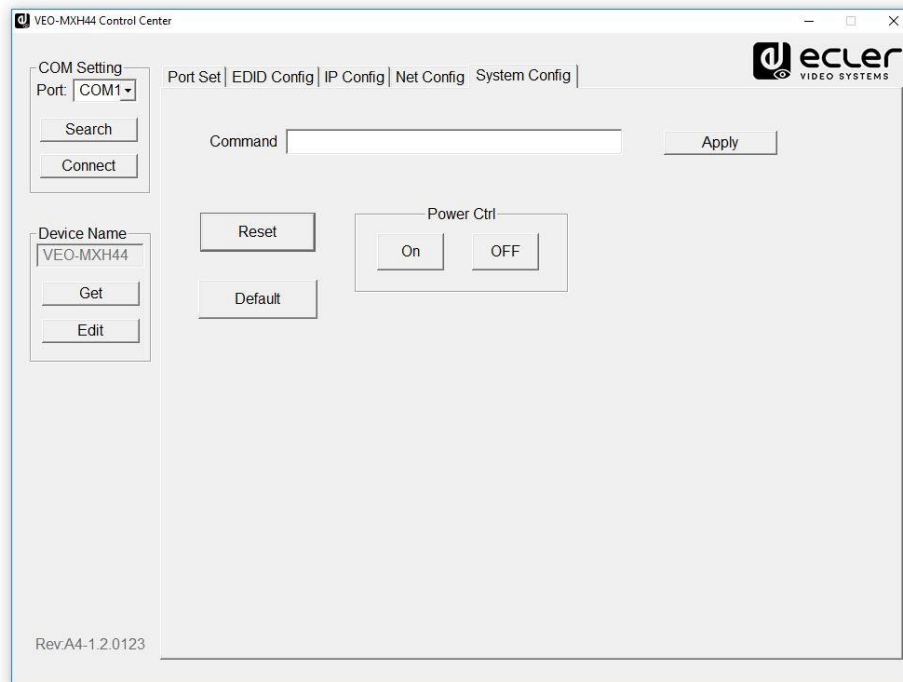 VEO-MXH44 Control Center
ecler
VIDEO SYSTEMS
COM Setting
Port: COM1
Search
Connect
Device Name
VEO-MXH44
Get
Edit
Rev:A4-1.2.0123
Port Set EDID Config IP Config Net Config System Config
Command
Apply
Reset
Default
Power Ctrl
On OFF